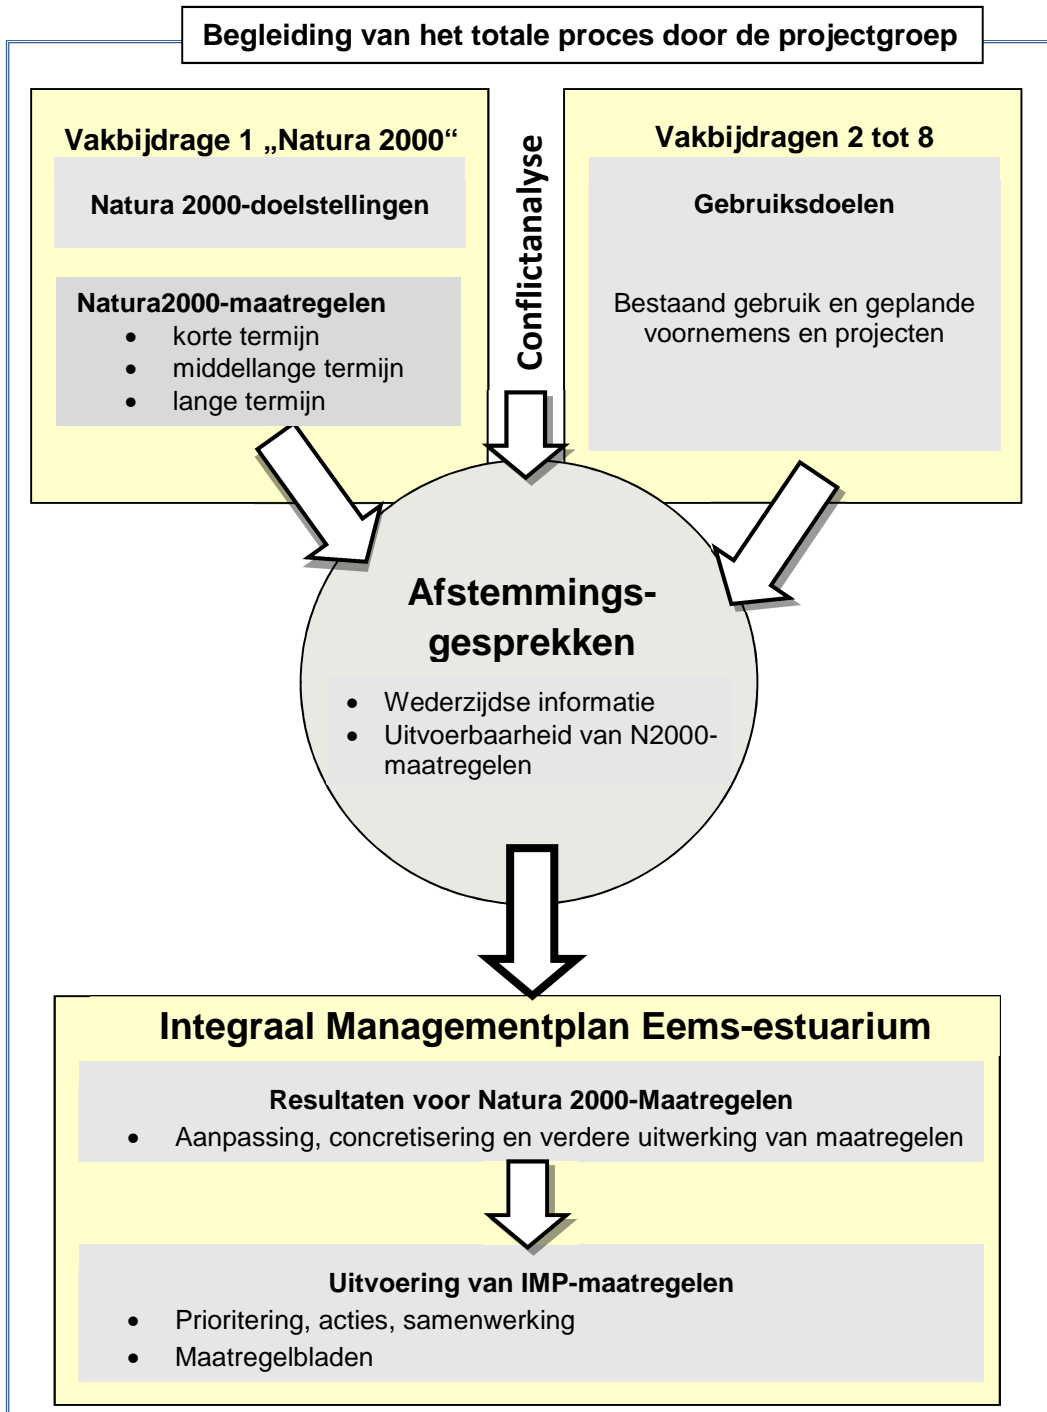 Begleiding van het totale proces door de projectgroep
Vakbijdrage 1 „Natura 2000“
Natura 2000-doelstellingen
Natura2000-maatregelen
• korte termijn
• middellange termijn
• lange termijn
Conflictanalyse
Vakbijdragen 2 tot 8
Gebruiksdoelen
Bestaand gebruik en geplande
voornemens en projecten
Afstemmings-
gesprekken
• Wederzijdse informatie
• Uitvoerbaarheid van N2000-
maatregelen
Integraal Managementplan Eems-estuarium
Resultaten voor Natura 2000-Maatregelen
• Aanpassing, concretisering en verdere uitwerking van maatregelen
Uitvoering van IMP-maatregelen
• Prioritering, acties, samenwerking
• Maatregelbladen